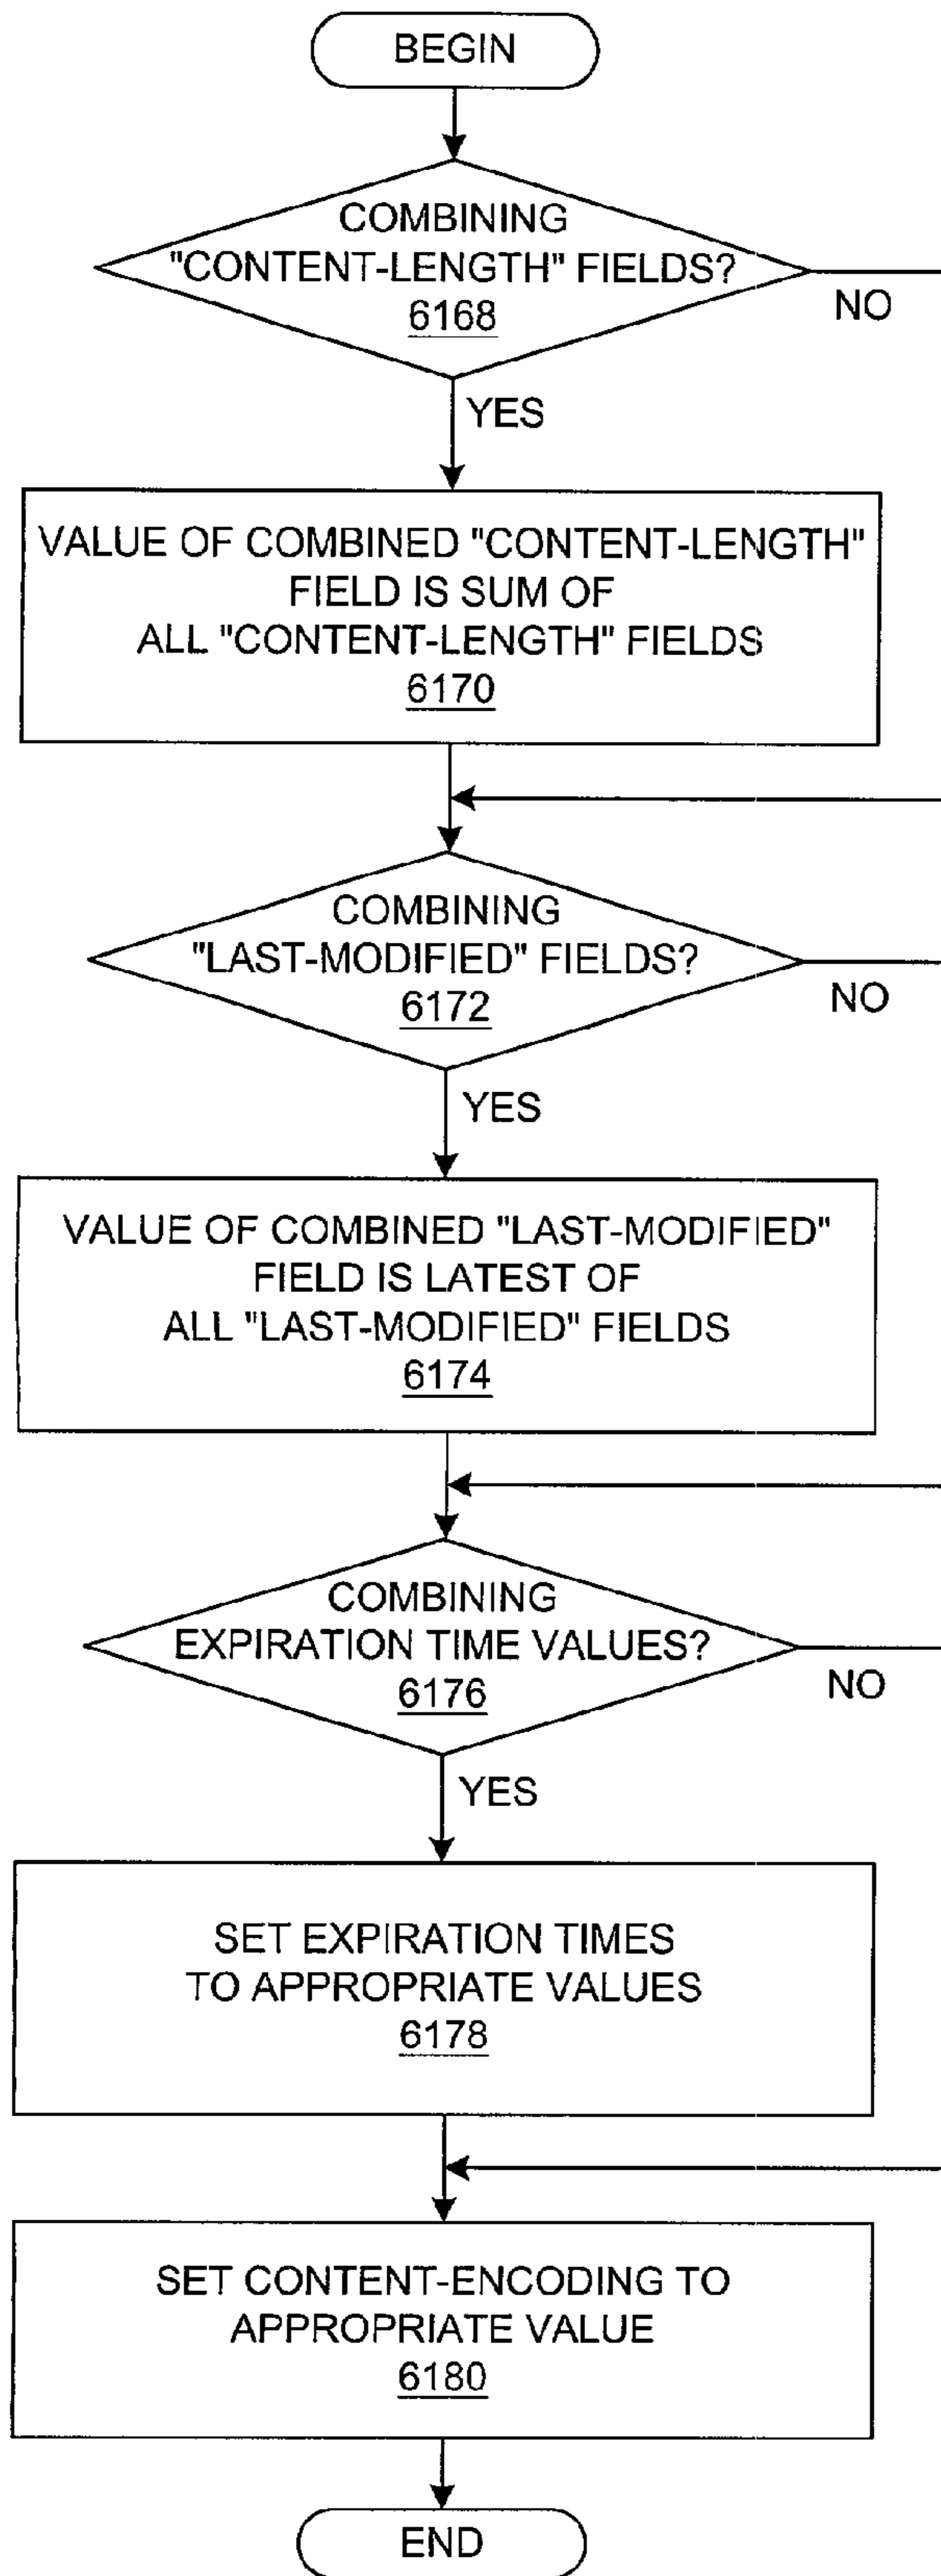 BEGIN
COMBINING
"CONTENT-LENGTH" FIELDS?
6168
NO
YES
VALUE OF COMBINED "CONTENT-LENGTH"
FIELD IS SUM OF
ALL "CONTENT-LENGTH" FIELDS
6170
COMBINING
"LAST-MODIFIED" FIELDS?
6172
NO
YES
VALUE OF COMBINED "LAST-MODIFIED"
FIELD IS LATEST OF
ALL "LAST-MODIFIED" FIELDS
6174
COMBINING
EXPIRATION TIME VALUES?
6176
NO
YES
SET EXPIRATION TIMES
TO APPROPRIATE VALUES
6178
SET CONTENT-ENCODING TO
APPROPRIATE VALUE
6180
END